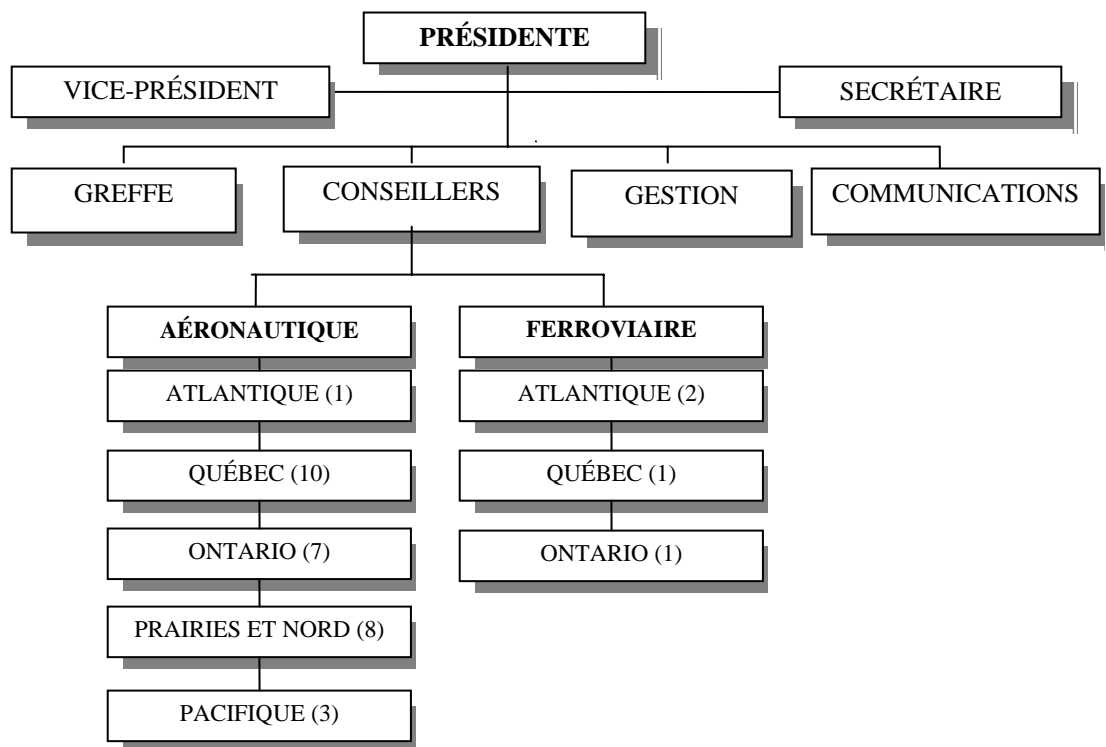 PRÉSIDENTE
VICE-PRÉSIDENT
SECRÉTAIRE
GREFFE
CONSEILLERS
GESTION
COMMUNICATIONS
AÉRONAUTIQUE
ATLANTIQUE (1)
QUÉBEC (10)
ONTARIO (7)
PRAIRIES ET NORD (8)
PACIFIQUE (3)
FERROVIAIRE
ATLANTIQUE (2)
QUÉBEC (1)
ONTARIO (1)